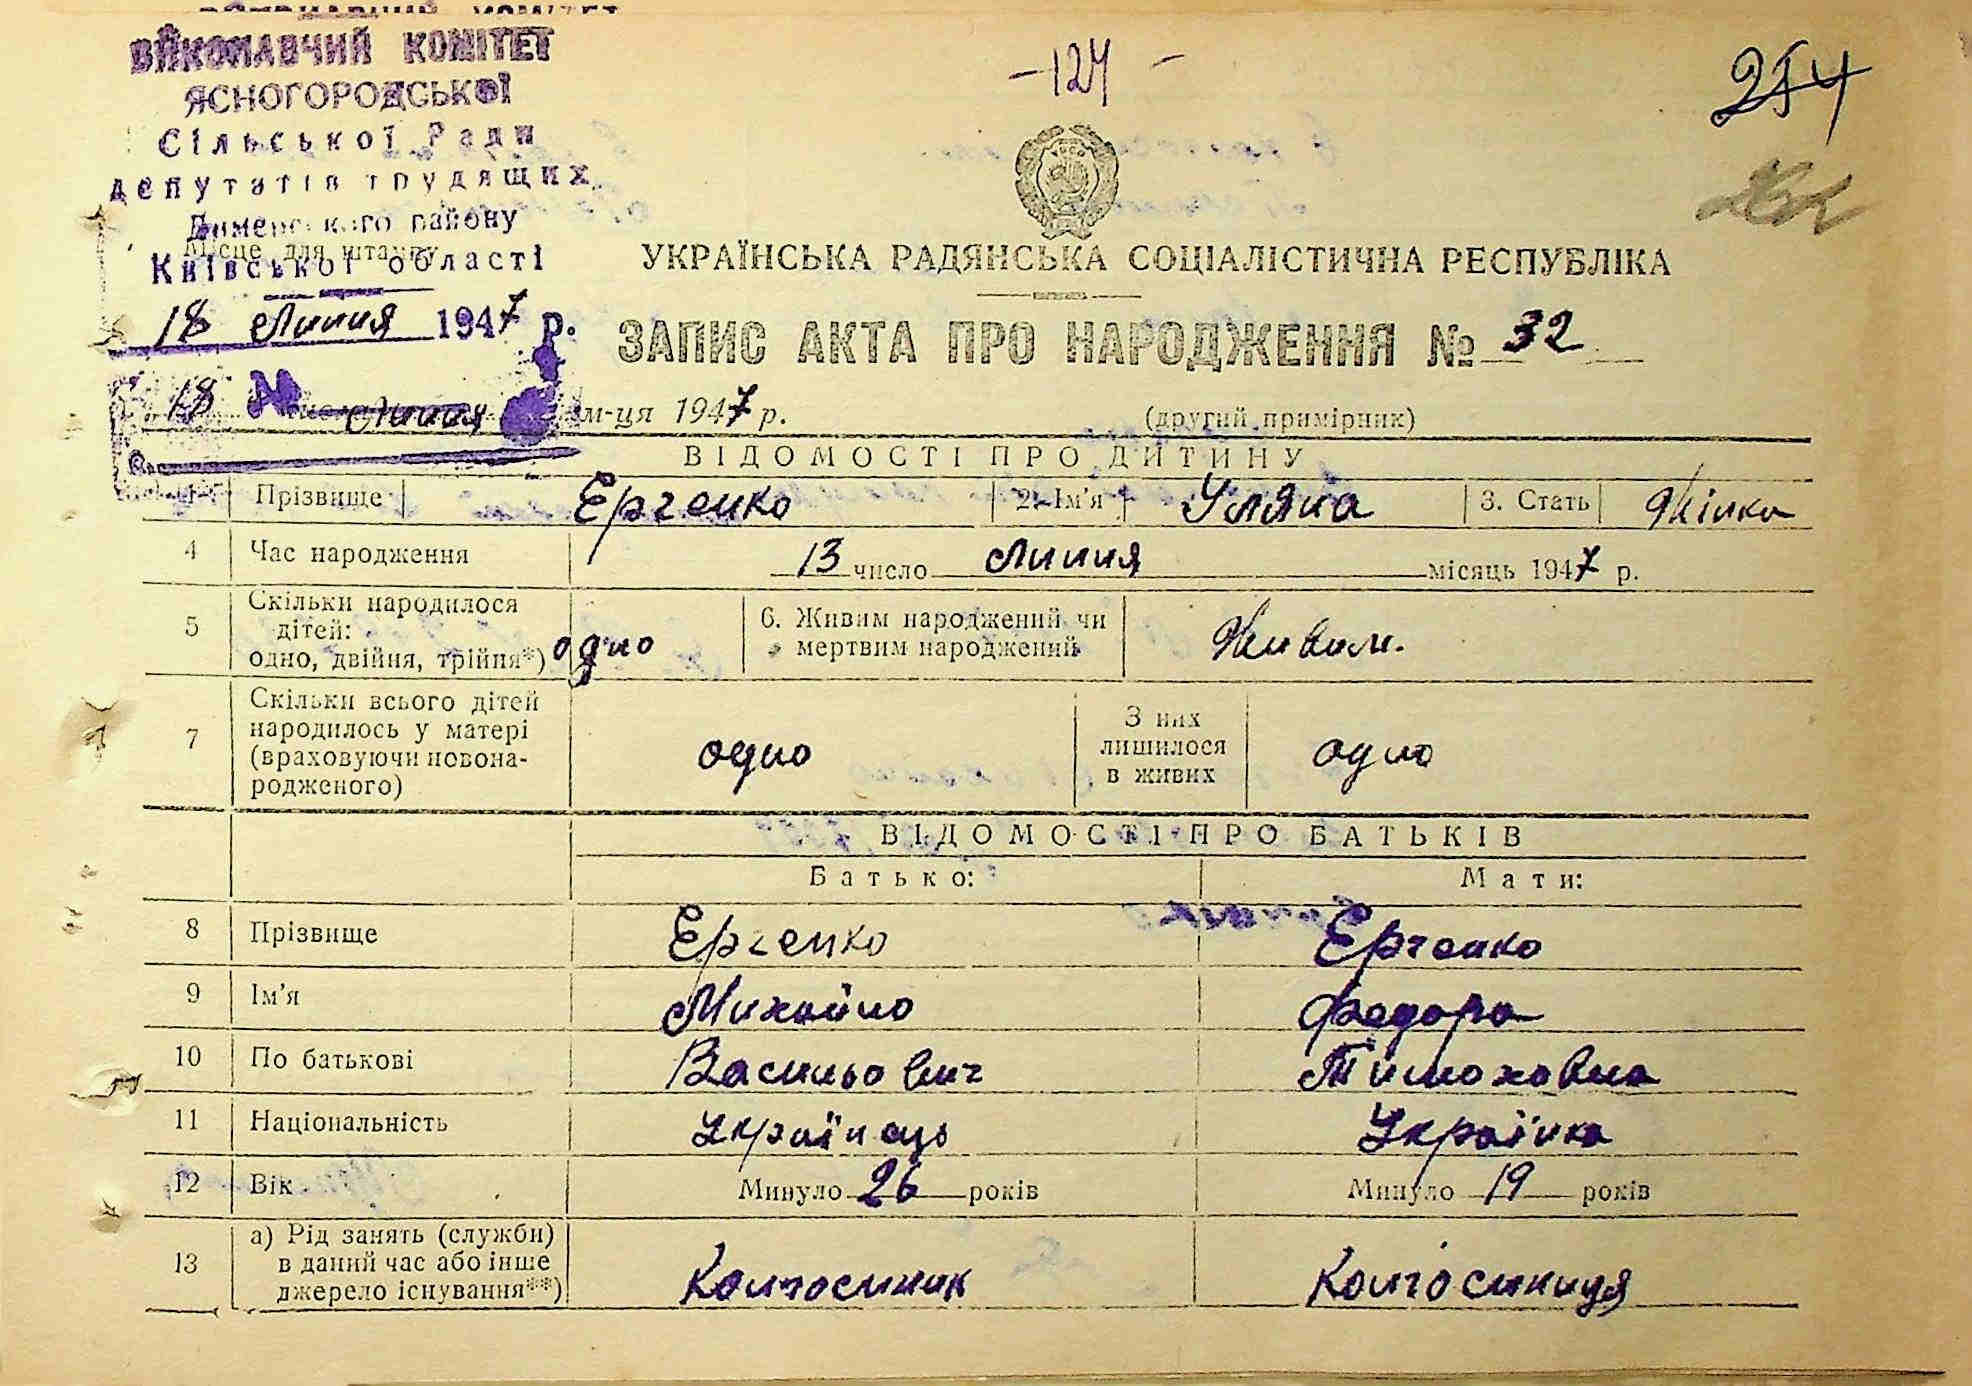 ВИКОНАВЧИЙ КОМІТЕТ
ЯСНОГОРОДСЬКОЇ
Сільської Ради
депутатів трудящих
Димерського району
Місце для штампу
Київської області
18 Липня 1947 р.
-124-
254
УКРАЇНСЬКА РАДЯНСЬКА СОЦІАЛІСТИЧНА РЕСПУБЛІКА
ЗАПИС АКТА ПРО НАРОДЖЕННЯ № 32
18 Липня м-ця 1947 р.
(другий примірник)
ВІДОМОСТІ ПРО ДИТИНУ
1 Прізвище Ерченко 2. Ім'я Уляна 3. Стать Жінка
4 Час народження 13 число Липня місяць 1947 р.
5 Скільки народилося дітей: одно, двійня, трійня*) одно 6. Живим народжений чи мертвим народжений Живим.
7 Скільки всього дітей народилось у матері (враховуючи новонародженого) одно З них лишилося в живих одно
ВІДОМОСТІ ПРО БАТЬКІВ
Батько: Мати:
8 Прізвище Ерченко Ерченко
9 Ім'я Михайло Федора
10 По батькові Васильович Тимоховна
11 Національність Українець Українка
12 Вік Минуло 26 років Минуло 19 років
13 а) Рід занять (служби) в даний час або інше джерело існування**) Колгоспник Колгоспниця